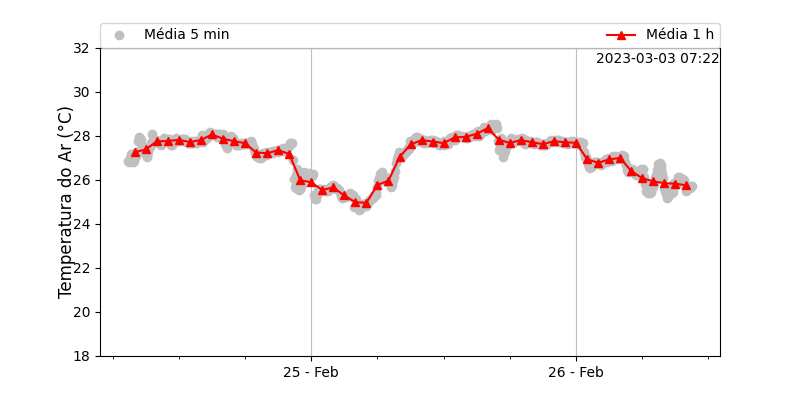 Média 5 min
Média 1 h
2023-03-03 07:22
Temperatura do Ar (°C)
32
30
28
26
24
22
20
18
25 - Feb
26 - Feb